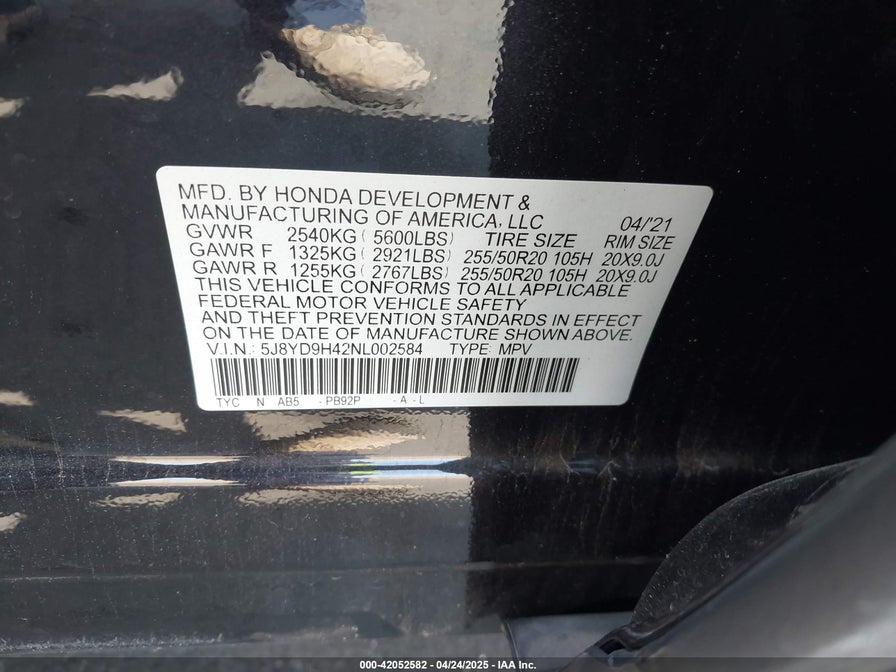 MFD. BY HONDA DEVELOPMENT &
MANUFACTURING OF AMERICA, LLC 04/'21
GVWR 2540KG ( 5600LBS) TIRE SIZE RIM SIZE
GAWR F 1325KG ( 2921LBS) 255/50R20 105H 20X9.0J
GAWR R 1255KG ( 2767LBS) 255/50R20 105H 20X9.0J
THIS VEHICLE CONFORMS TO ALL APPLICABLE
FEDERAL MOTOR VEHICLE SAFETY
AND THEFT PREVENTION STANDARDS IN EFFECT
ON THE DATE OF MANUFACTURE SHOWN ABOVE.
V.I.N.: 5J8YD9H42NL002584 TYPE: MPV
TYC N AB5 - PB92P - A - L
000-42052582 - 04/24/2025 - IAA Inc.